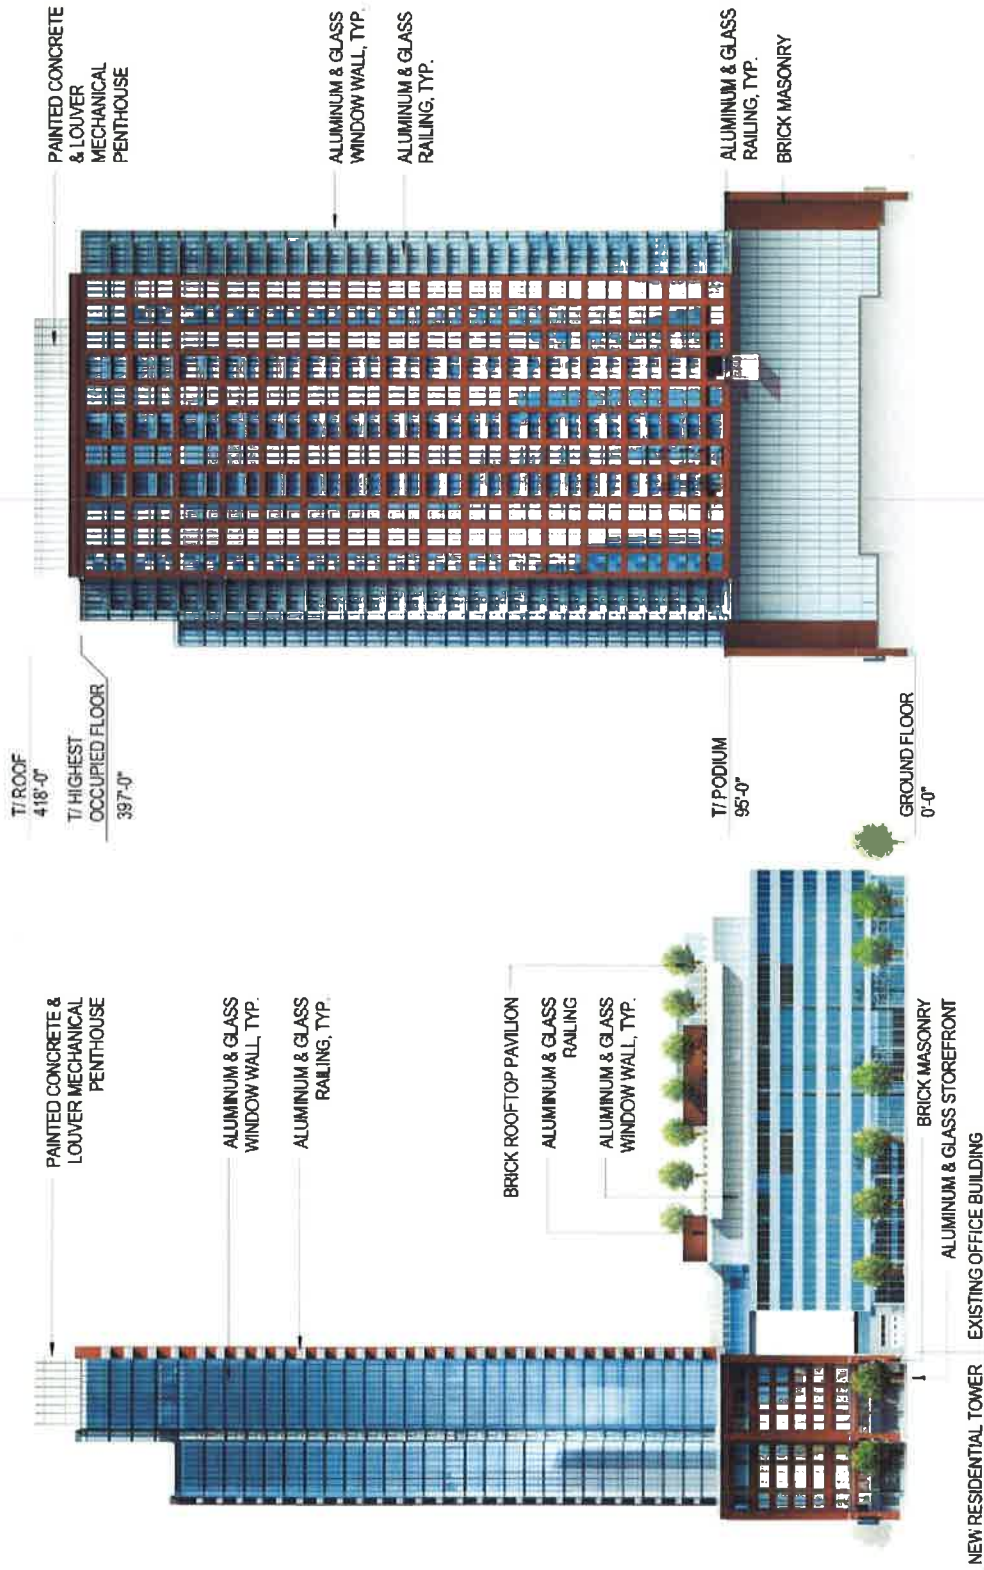 PAINTED CONCRETE &
LOUVER MECHANICAL
PENTHOUSE
ALUMINUM & GLASS
WINDOW WALL, TYP.
ALUMINUM & GLASS
RAILING, TYP.
BRICK ROOFTOP PAVILION
ALUMINUM & GLASS
RAILING
ALUMINUM & GLASS
WINDOW WALL, TYP.
BRICK MASONRY
ALUMINUM & GLASS STOREFRONT
NEW RESIDENTIAL TOWER
EXISTING OFFICE BUILDING
T/ ROOF
418'-0"
T/ HIGHEST
OCCUPIED FLOOR
397'-0"
T/ PODIUM
95'-0"
GROUND FLOOR
0'-0"
PAINTED CONCRETE
& LOUVER
MECHANICAL
PENTHOUSE
ALUMINUM & GLASS
WINDOW WALL, TYP.
ALUMINUM & GLASS
RAILING, TYP.
ALUMINUM & GLASS
RAILING, TYP.
BRICK MASONRY